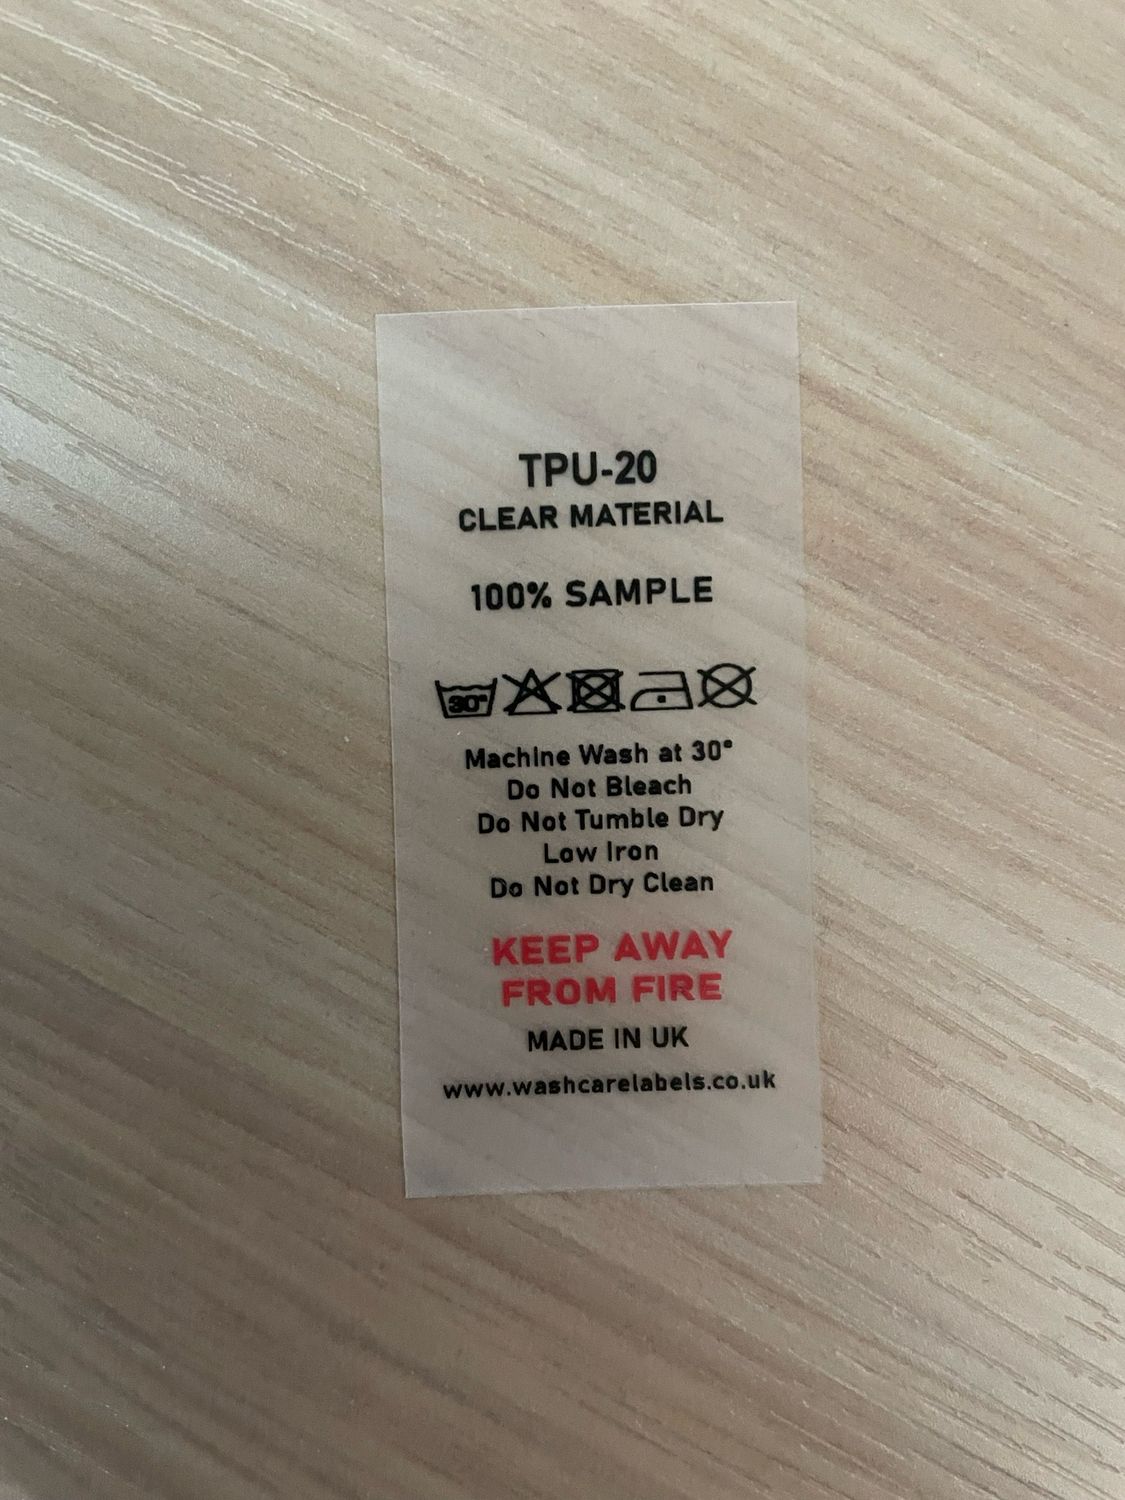 TPU-20
CLEAR MATERIAL
100% SAMPLE
30°
Machine Wash at 30°
Do Not Bleach
Do Not Tumble Dry
Low Iron
Do Not Dry Clean
KEEP AWAY
FROM FIRE
MADE IN UK
www.washcarelabels.co.uk